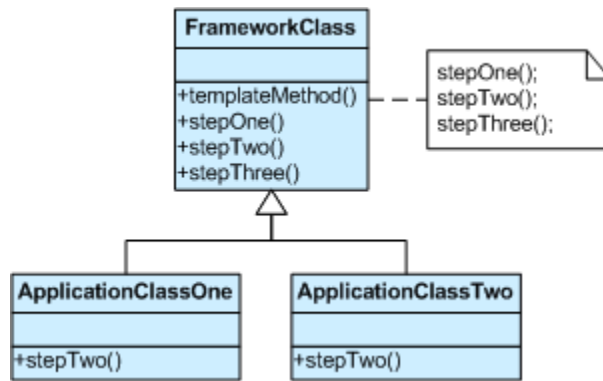 FrameworkClass
+templateMethod()
+stepOne()
+stepTwo()
+stepThree()
stepOne();
stepTwo();
stepThree();
ApplicationClassOne
+stepTwo()
ApplicationClassTwo
+stepTwo()